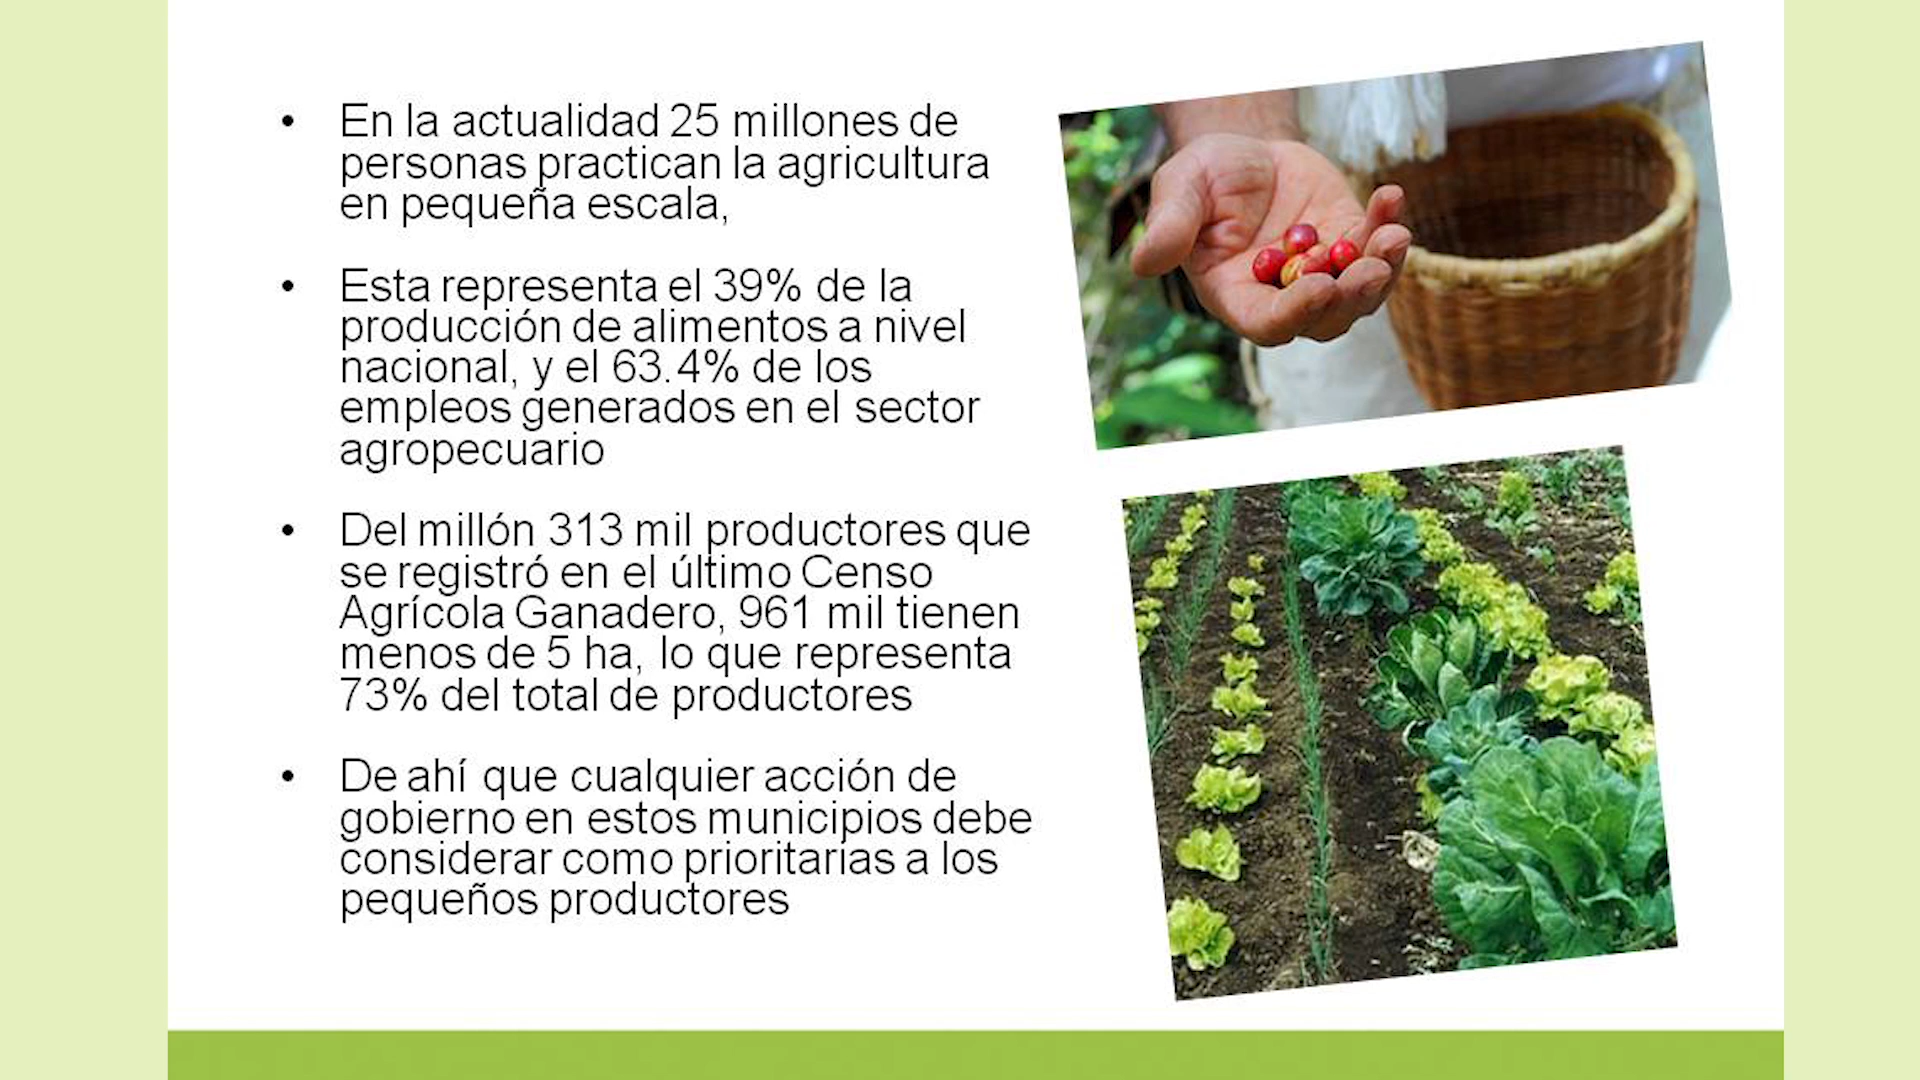 • En la actualidad 25 millones de
personas practican la agricultura
en pequeña escala,
• Esta representa el 39% de la
producción de alimentos a nivel
nacional, y el 63.4% de los
empleos generados en el sector
agropecuario
• Del millón 313 mil productores que
se registró en el último Censo
Agrícola Ganadero, 961 mil tienen
menos de 5 ha, lo que representa
73% del total de productores
• De ahí que cualquier acción de
gobierno en estos municipios debe
considerar como prioritarias a los
pequeños productores